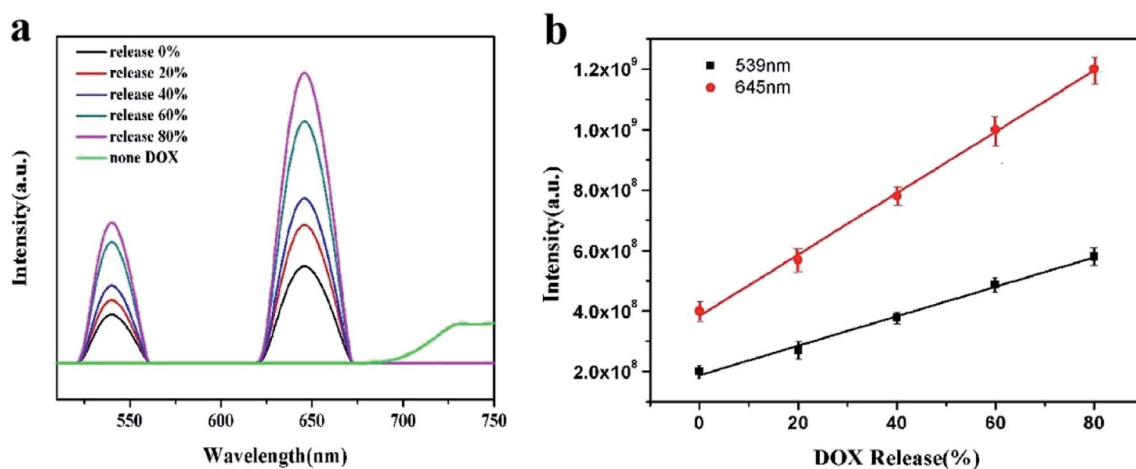 a
release 0%
release 20%
release 40%
release 60%
release 80%
none DOX
Intensity(a.u.)
550
600
650
700
750
Wavelength(nm)
b
539nm
645nm
1.2x10⁹
1.0x10⁹
8.0x10⁸
6.0x10⁸
4.0x10⁸
2.0x10⁸
Intensity(a.u.)
0
20
40
60
80
DOX Release(%)